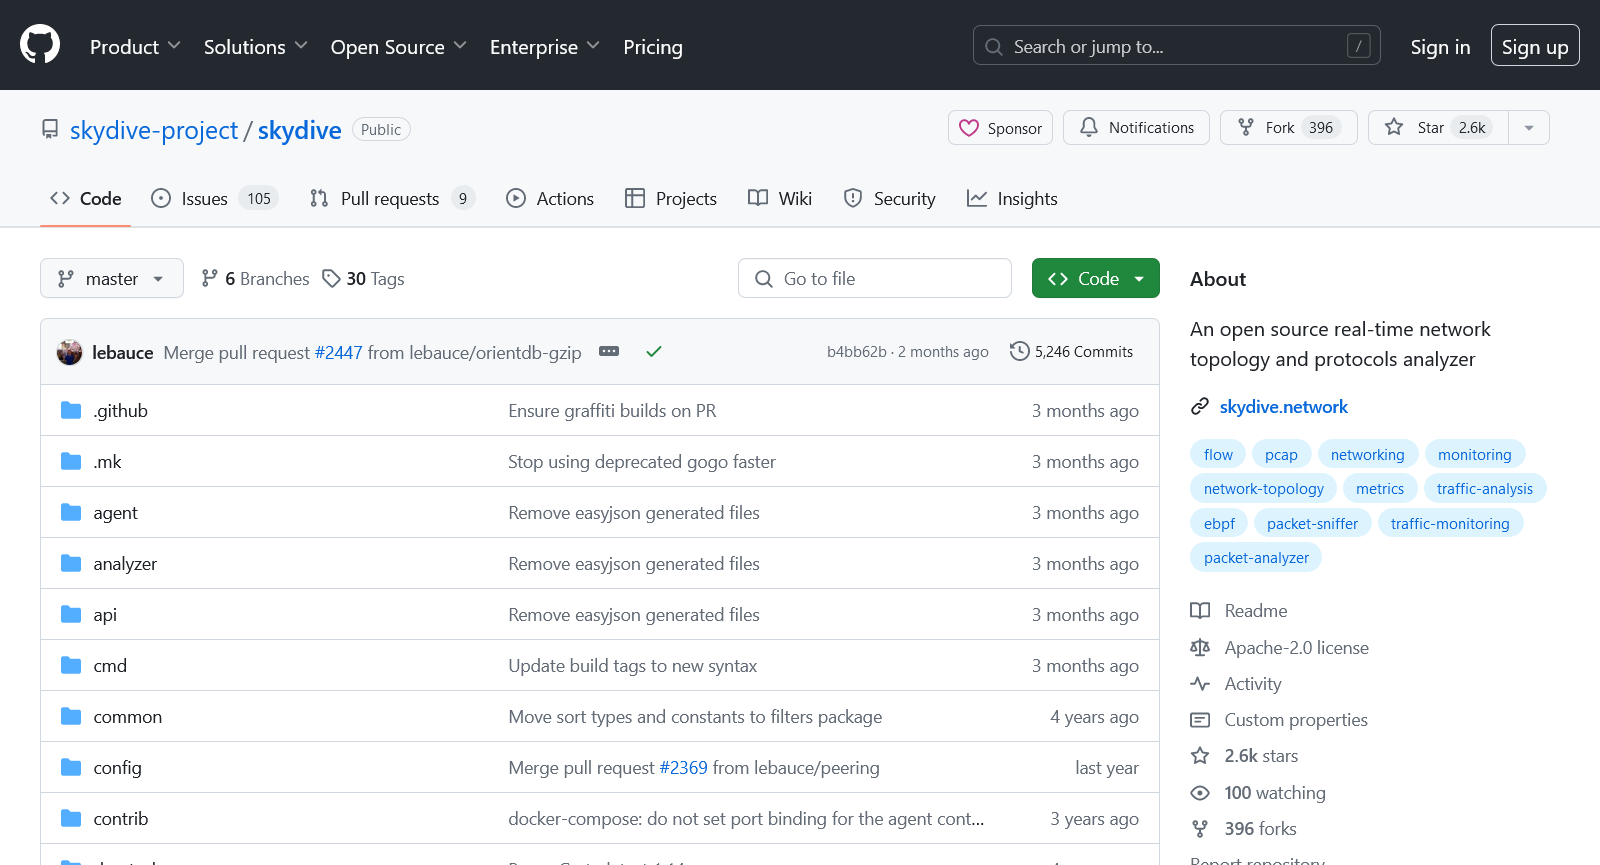 Product Solutions Open Source Enterprise Pricing Search or jump to... / Sign in Sign up
skydive-project / skydive Public Sponsor Notifications Fork 396 Star 2.6k
Code Issues 105 Pull requests 9 Actions Projects Wiki Security Insights
master 6 Branches 30 Tags Go to file Code
lebauce Merge pull request #2447 from lebauce/orientdb-gzip b4bb62b · 2 months ago 5,246 Commits
.github Ensure graffiti builds on PR 3 months ago
.mk Stop using deprecated gogo faster 3 months ago
agent Remove easyjson generated files 3 months ago
analyzer Remove easyjson generated files 3 months ago
api Remove easyjson generated files 3 months ago
cmd Update build tags to new syntax 3 months ago
common Move sort types and constants to filters package 4 years ago
config Merge pull request #2369 from lebauce/peering last year
contrib docker-compose: do not set port binding for the agent cont... 3 years ago
About
An open source real-time network
topology and protocols analyzer
skydive.network
flow pcap networking monitoring
network-topology metrics traffic-analysis
ebpf packet-sniffer traffic-monitoring
packet-analyzer
Readme
Apache-2.0 license
Activity
Custom properties
2.6k stars
100 watching
396 forks
Report repository